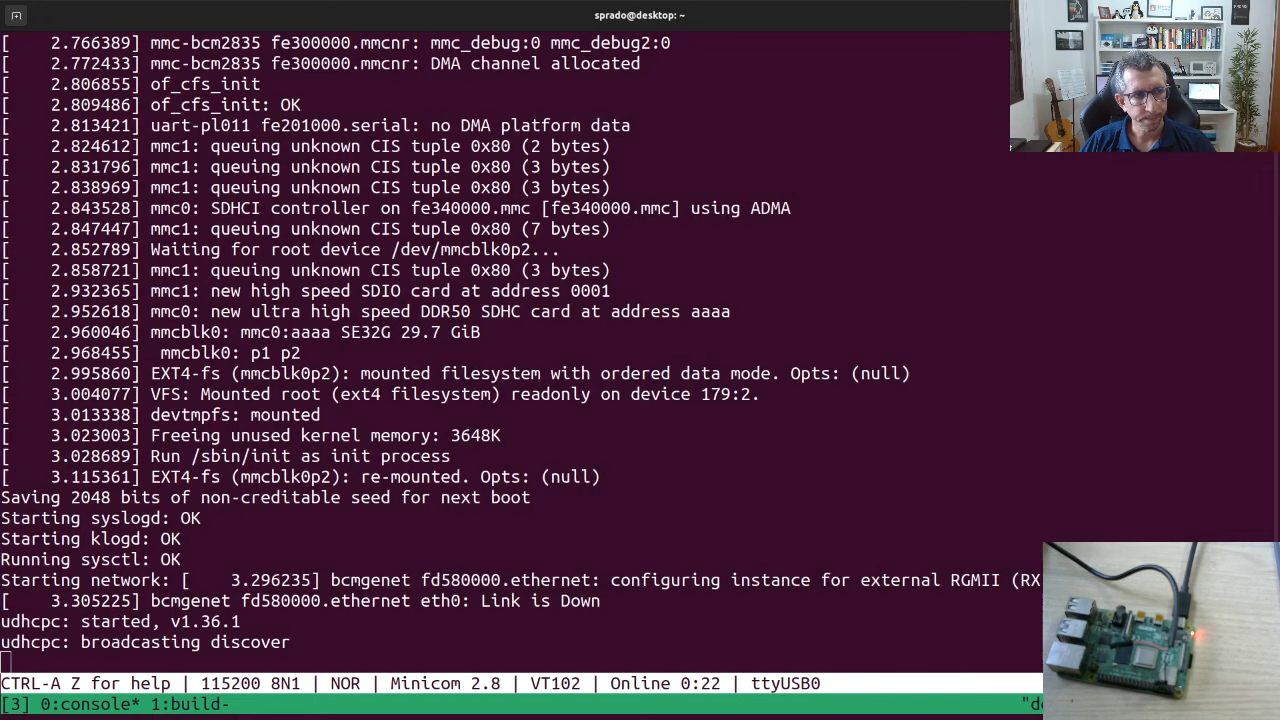 sprado@desktop: ~
[    2.766389] mmc-bcm2835 fe300000.mmcnr: mmc_debug:0 mmc_debug2:0
[    2.772433] mmc-bcm2835 fe300000.mmcnr: DMA channel allocated
[    2.806855] of_cfs_init
[    2.809486] of_cfs_init: OK
[    2.813421] uart-pl011 fe201000.serial: no DMA platform data
[    2.824612] mmc1: queuing unknown CIS tuple 0x80 (2 bytes)
[    2.831796] mmc1: queuing unknown CIS tuple 0x80 (3 bytes)
[    2.838969] mmc1: queuing unknown CIS tuple 0x80 (3 bytes)
[    2.843528] mmc0: SDHCI controller on fe340000.mmc [fe340000.mmc] using ADMA
[    2.847447] mmc1: queuing unknown CIS tuple 0x80 (7 bytes)
[    2.852789] Waiting for root device /dev/mmcblk0p2...
[    2.858721] mmc1: queuing unknown CIS tuple 0x80 (3 bytes)
[    2.932365] mmc1: new high speed SDIO card at address 0001
[    2.952618] mmc0: new ultra high speed DDR50 SDHC card at address aaaa
[    2.960046] mmcblk0: mmc0:aaaa SE32G 29.7 GiB
[    2.968455]  mmcblk0: p1 p2
[    2.995860] EXT4-fs (mmcblk0p2): mounted filesystem with ordered data mode. Opts: (null)
[    3.004077] VFS: Mounted root (ext4 filesystem) readonly on device 179:2.
[    3.013338] devtmpfs: mounted
[    3.023003] Freeing unused kernel memory: 3648K
[    3.028689] Run /sbin/init as init process
[    3.115361] EXT4-fs (mmcblk0p2): re-mounted. Opts: (null)
Saving 2048 bits of non-creditable seed for next boot
Starting syslogd: OK
Starting klogd: OK
Running sysctl: OK
Starting network: [    3.296235] bcmgenet fd580000.ethernet: configuring instance for external RGMII (RX
[    3.305225] bcmgenet fd580000.ethernet eth0: Link is Down
udhcpc: started, v1.36.1
udhcpc: broadcasting discover
CTRL-A Z for help | 115200 8N1 | NOR | Minicom 2.8 | VT102 | Online 0:22 | ttyUSB0
[3] 0:console* 1:build-